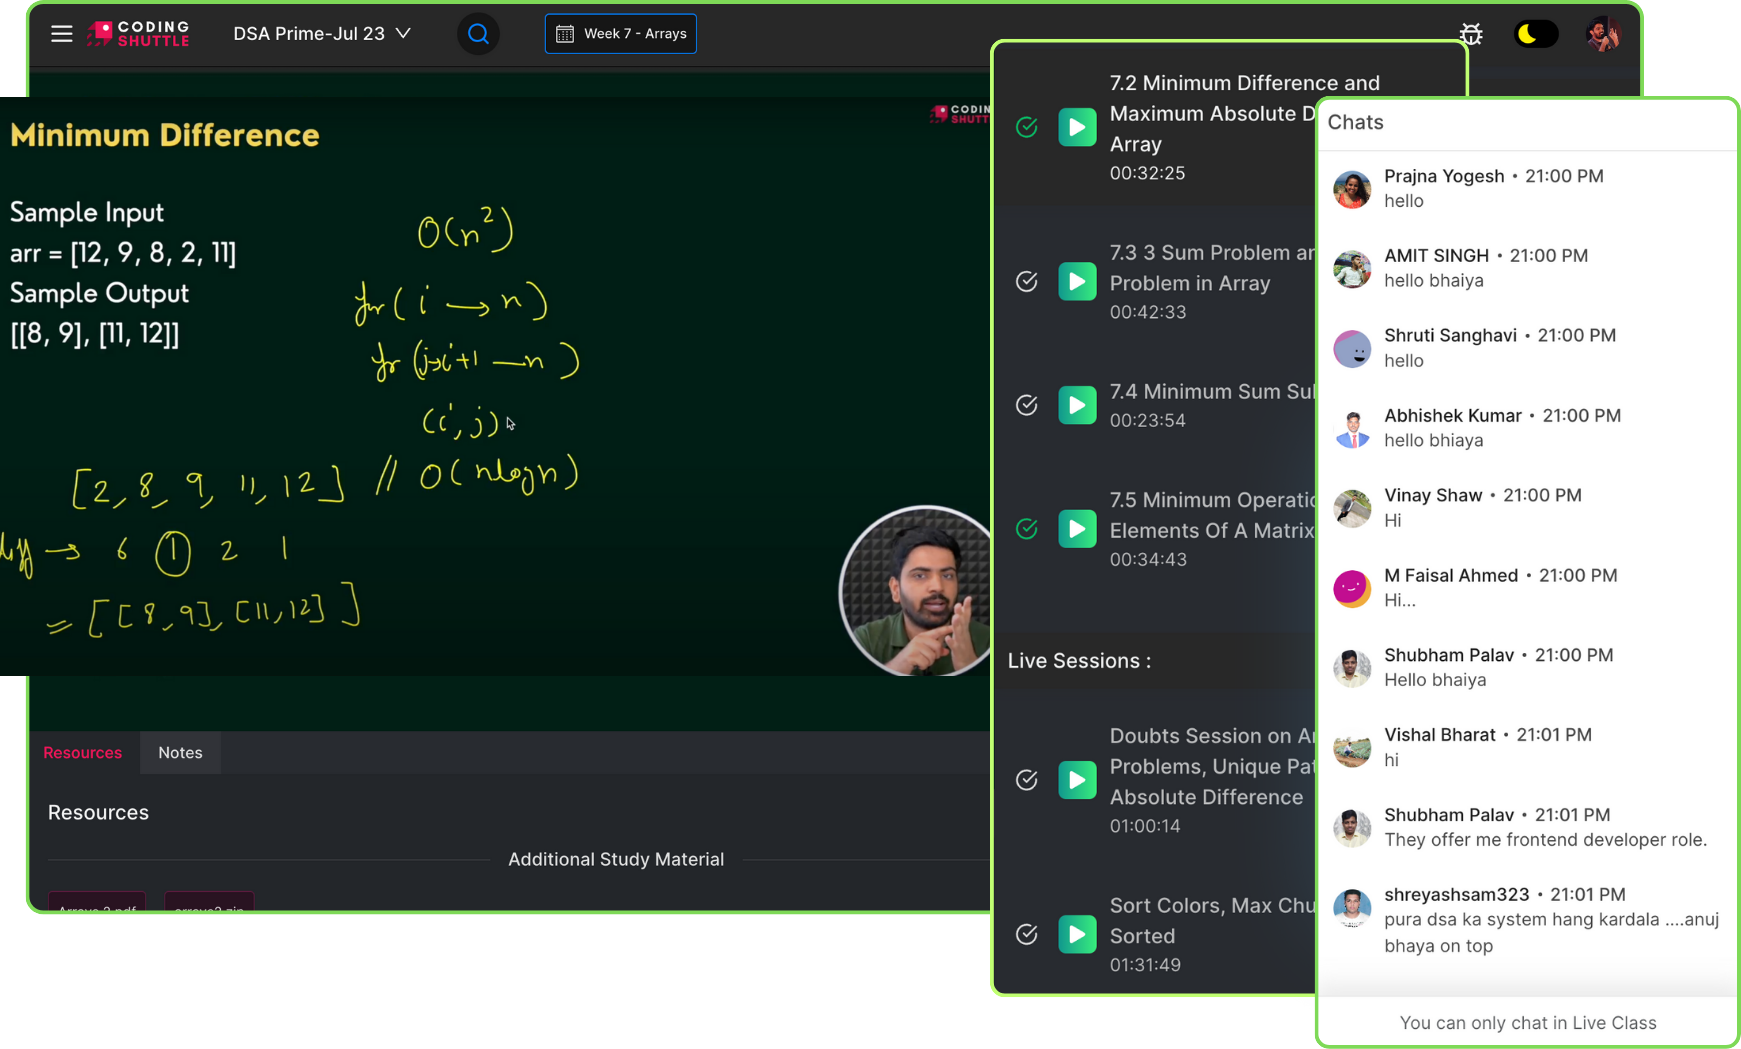 CODING
SHUTTLE
DSA Prime-Jul 23
Week 7 - Arrays
CODIN
SHUTT
Minimum Difference
Sample Input
arr = [12, 9, 8, 2, 11]
Sample Output
[[8, 9], [11, 12]]
O(n²)
for( i → n)
for (j→i+1 — n )
(i, j)
[2, 8, 9, 11, 12] // O( nlogn)
diff → 6 1 2 1
= [[8, 9], [11, 12]]
Resources
Notes
Resources
Additional Study Material
Arrays 2.pdf
arrays2.zip
7.2 Minimum Difference and
Maximum Absolute D
Array
00:32:25
7.3 3 Sum Problem an
Problem in Array
00:42:33
7.4 Minimum Sum Su
00:23:54
7.5 Minimum Operatio
Elements Of A Matrix
00:34:43
Live Sessions :
Doubts Session on A
Problems, Unique Pat
Absolute Difference
01:00:14
Sort Colors, Max Chu
Sorted
01:31:49
Chats
Prajna Yogesh • 21:00 PM
hello
AMIT SINGH • 21:00 PM
hello bhaiya
Shruti Sanghavi • 21:00 PM
hello
Abhishek Kumar • 21:00 PM
hello bhiaya
Vinay Shaw • 21:00 PM
Hi
M Faisal Ahmed • 21:00 PM
Hi...
Shubham Palav • 21:00 PM
Hello bhaiya
Vishal Bharat • 21:01 PM
hi
Shubham Palav • 21:01 PM
They offer me frontend developer role.
shreyashsam323 • 21:01 PM
pura dsa ka system hang kardala ....anuj
bhaya on top
You can only chat in Live Class